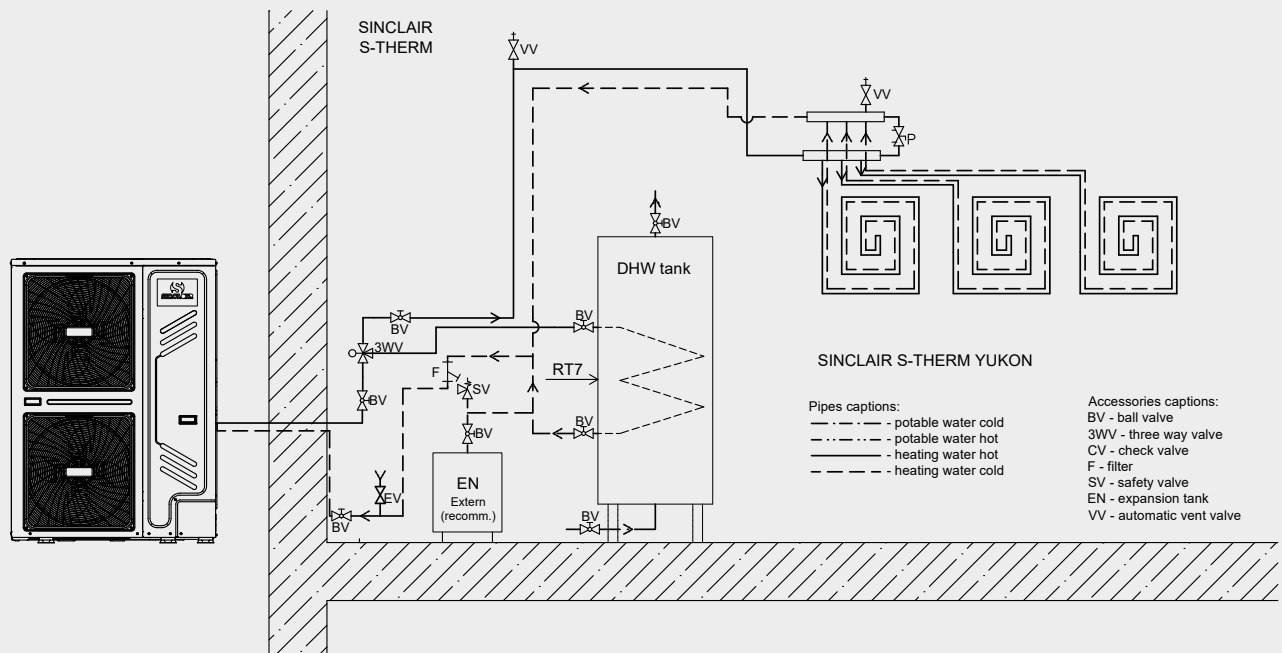 SINCLAIR
S-THERM
VV
VV
P
BV
DHW tank
SINCLAIR
BV
BV
3WV
F
SV
RT7
BV
BV
BV
EN
Extern
(recomm.)
EV
BV
BV
SINCLAIR S-THERM YUKON
Pipes captions:
- potable water cold
- potable water hot
- heating water hot
- heating water cold
Accessories captions:
BV - ball valve
3WV - three way valve
CV - check valve
F - filter
SV - safety valve
EN - expansion tank
VV - automatic vent valve